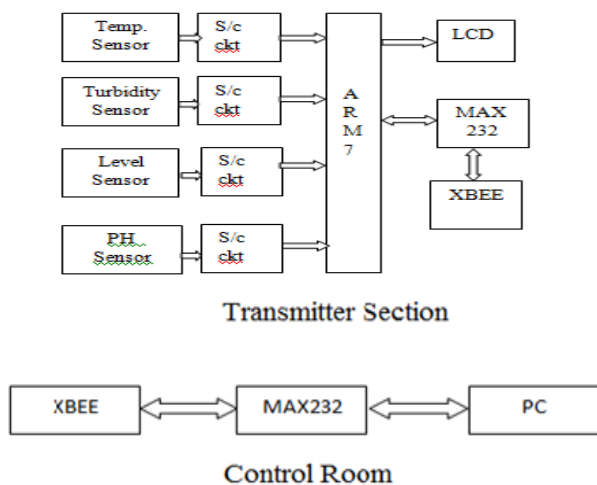 Temp.
Sensor
S/c
ckt
LCD
Turbidity
Sensor
S/c
ckt
A
R
M
7
MAX
232
Level
Sensor
S/c
ckt
XBEE
PH
Sensor
S/c
ckt
Transmitter Section
XBEE
MAX232
PC
Control Room